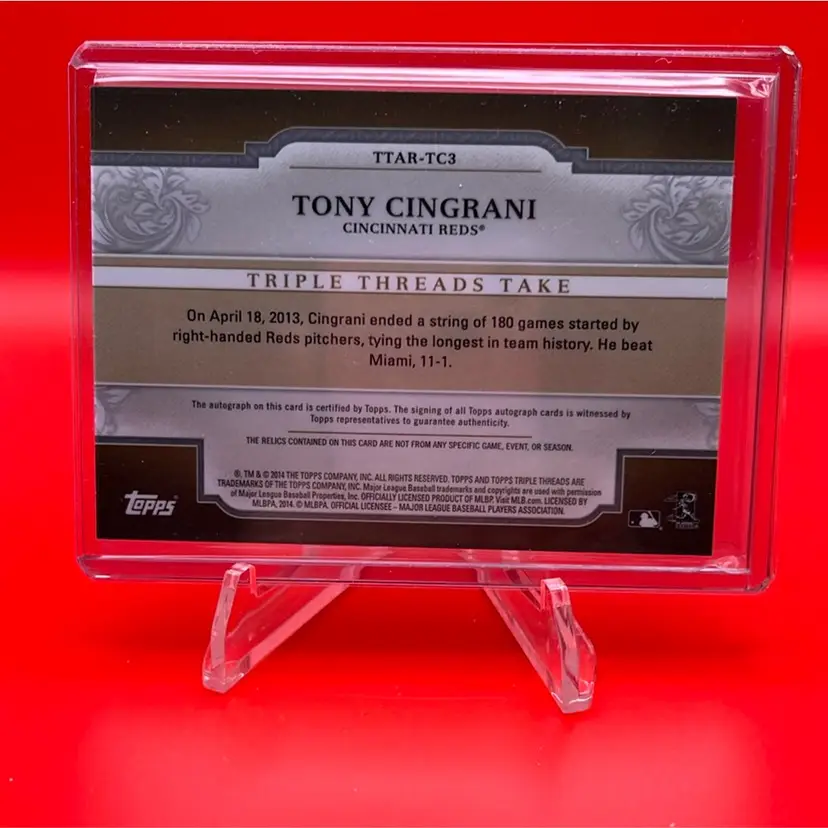 TTAR-TC3
TONY CINGRANI
CINCINNATI REDS®
TRIPLE THREADS TAKE
On April 18, 2013, Cingrani ended a string of 180 games started by
right-handed Reds pitchers, tying the longest in team history. He beat
Miami, 11-1.
The autograph on this card is certified by Topps. The signing of all Topps autograph cards is witnessed by
Topps representatives to guarantee authenticity.
THE RELICS CONTAINED ON THIS CARD ARE NOT FROM ANY SPECIFIC GAME, EVENT, OR SEASON.
®, TM & © 2014 THE TOPPS COMPANY, INC. ALL RIGHTS RESERVED. TOPPS AND TOPPS TRIPLE THREADS ARE
TRADEMARKS OF THE TOPPS COMPANY, INC. Major League Baseball trademarks and copyrights are used with permission
of Major League Baseball Properties, Inc. OFFICIALLY LICENSED PRODUCT OF MLBP. Visit MLB.com. LICENSED BY
MLBPA, 2014. © MLBPA. OFFICIAL LICENSEE – MAJOR LEAGUE BASEBALL PLAYERS ASSOCIATION.
Topps®